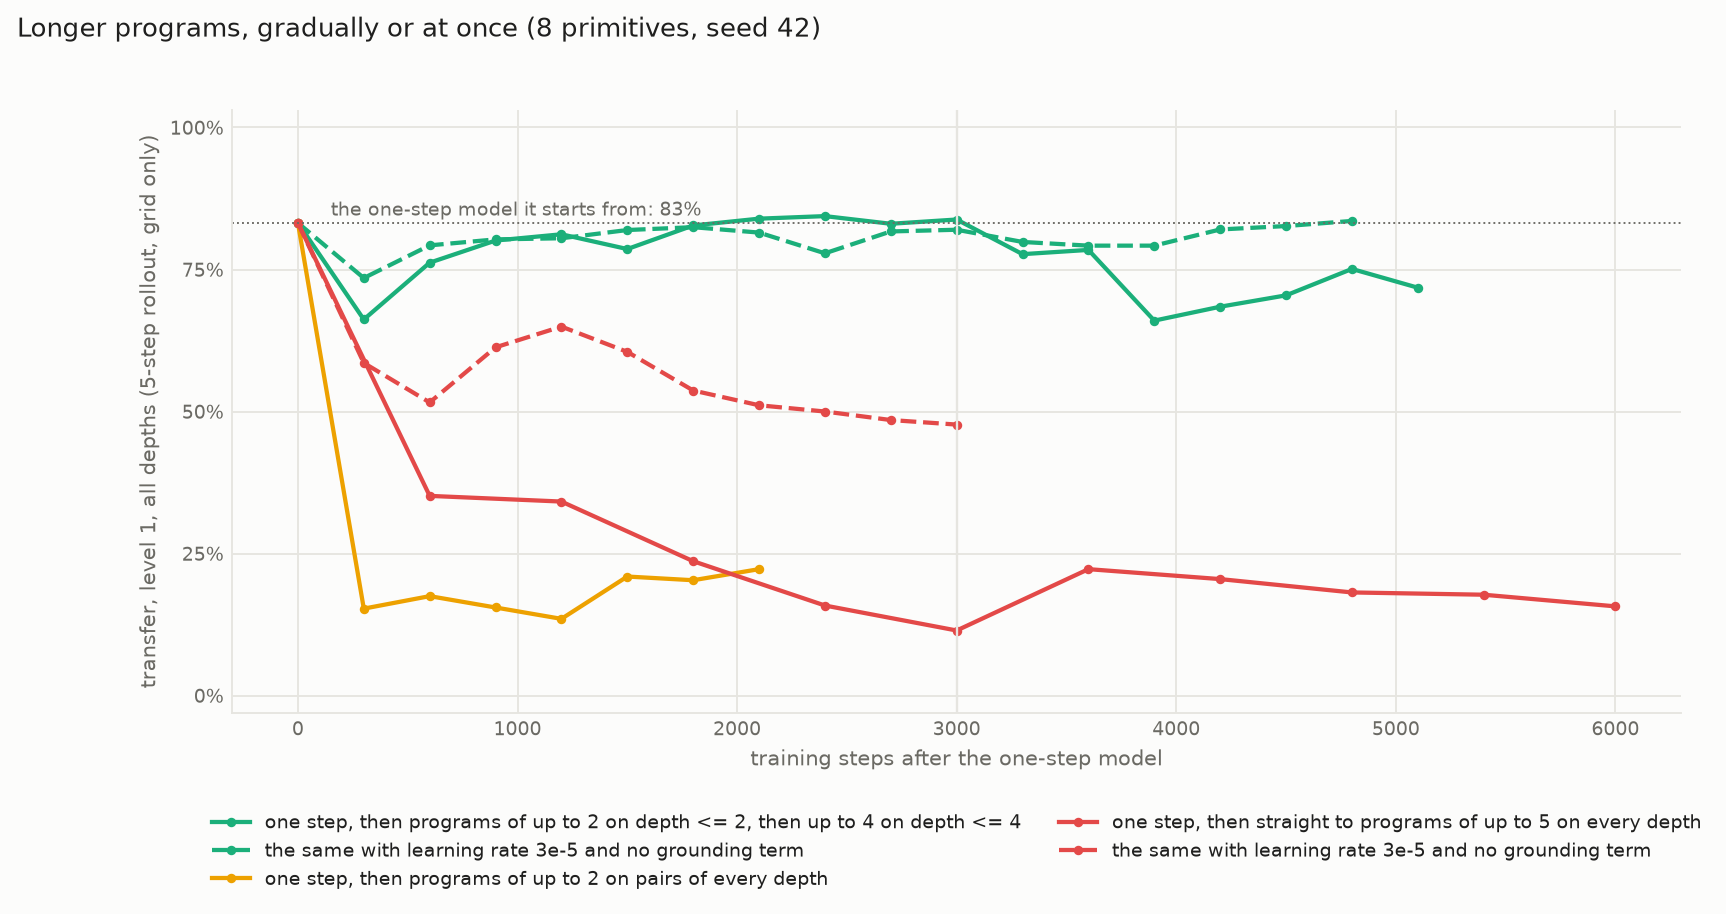 Longer programs, gradually or at once (8 primitives, seed 42)
transfer, level 1, all depths (5-step rollout, grid only)
100%
75%
50%
25%
0%
the one-step model it starts from: 83%
0
1000
2000
3000
4000
5000
6000
training steps after the one-step model
one step, then programs of up to 2 on depth <= 2, then up to 4 on depth <= 4
the same with learning rate 3e-5 and no grounding term
one step, then programs of up to 2 on pairs of every depth
one step, then straight to programs of up to 5 on every depth
the same with learning rate 3e-5 and no grounding term